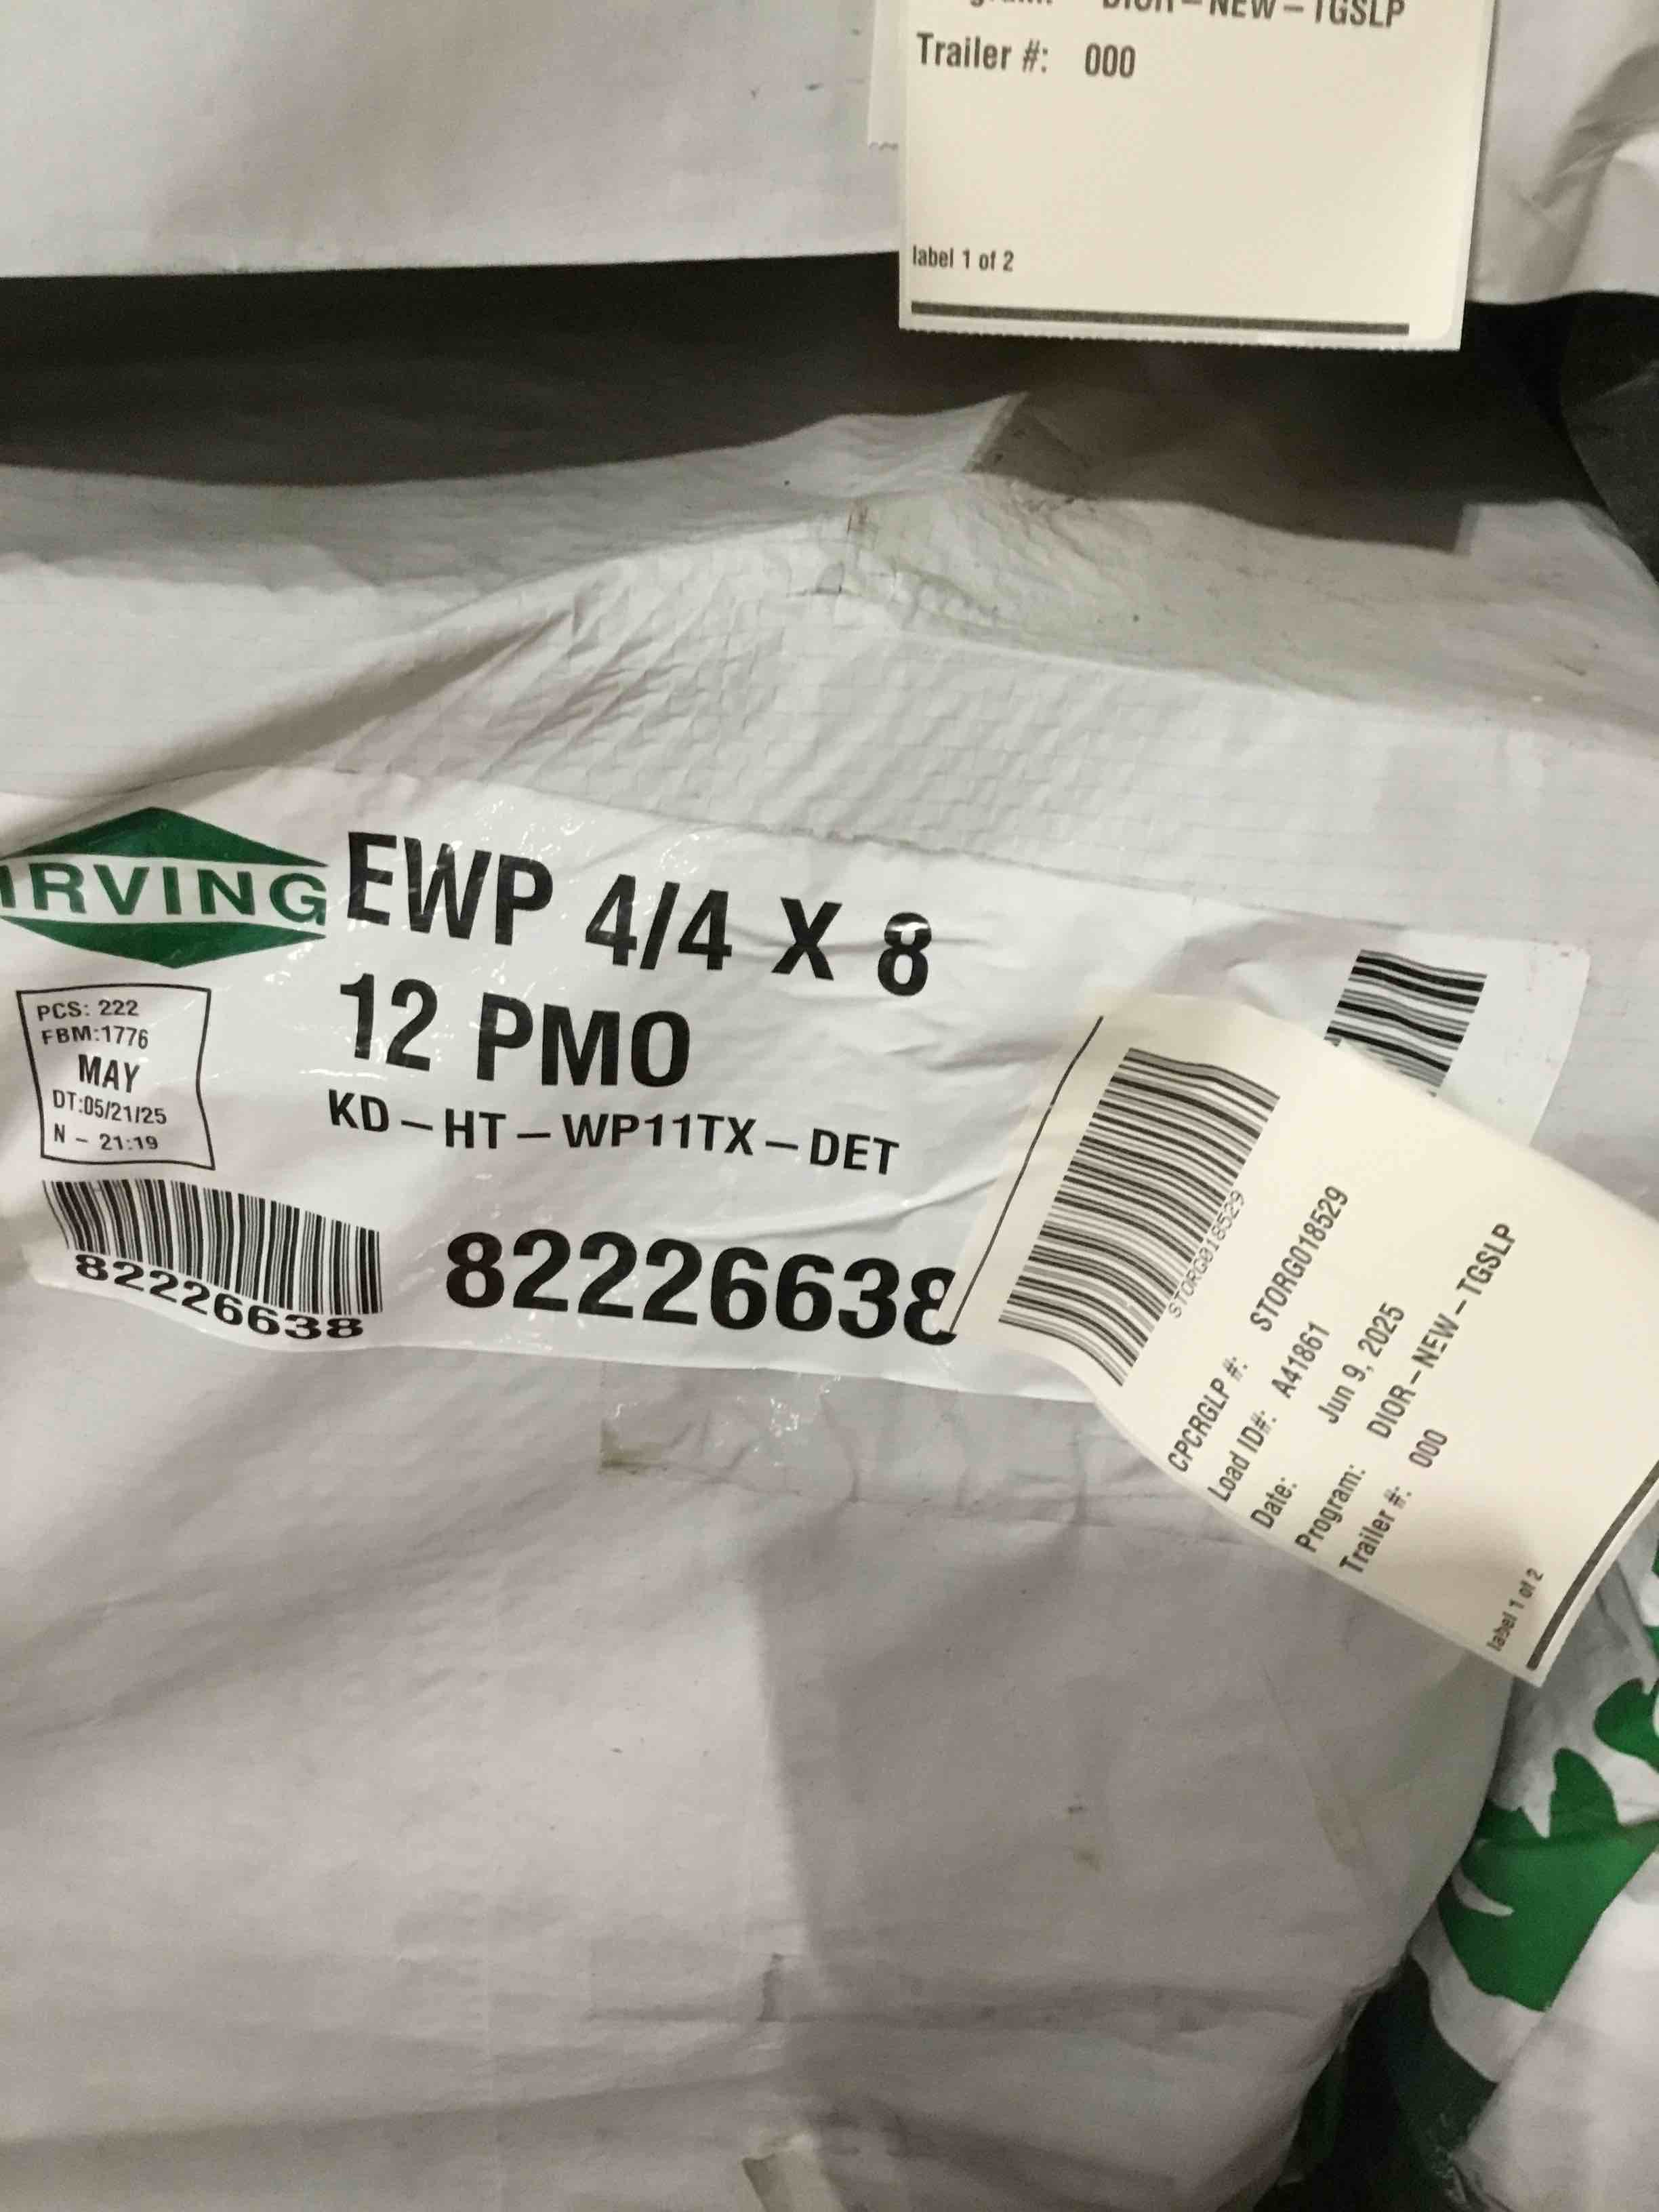 DIOR – NEW – TGSLP
Trailer #: 000
label 1 of 2
IRVING
EWP 4/4 X 8
12 PMO
KD – HT – WP11TX – DET
PCS: 222
FBM:1776
MAY
DT:05/21/25
N – 21:19
82226638
82226638
STORG018529
CPCRGLP #: STORG018529
Load ID#: A41861
Date: Jun 9, 2025
Program: DIOR – NEW – TGSLP
Trailer #: 000
label 1 of 2